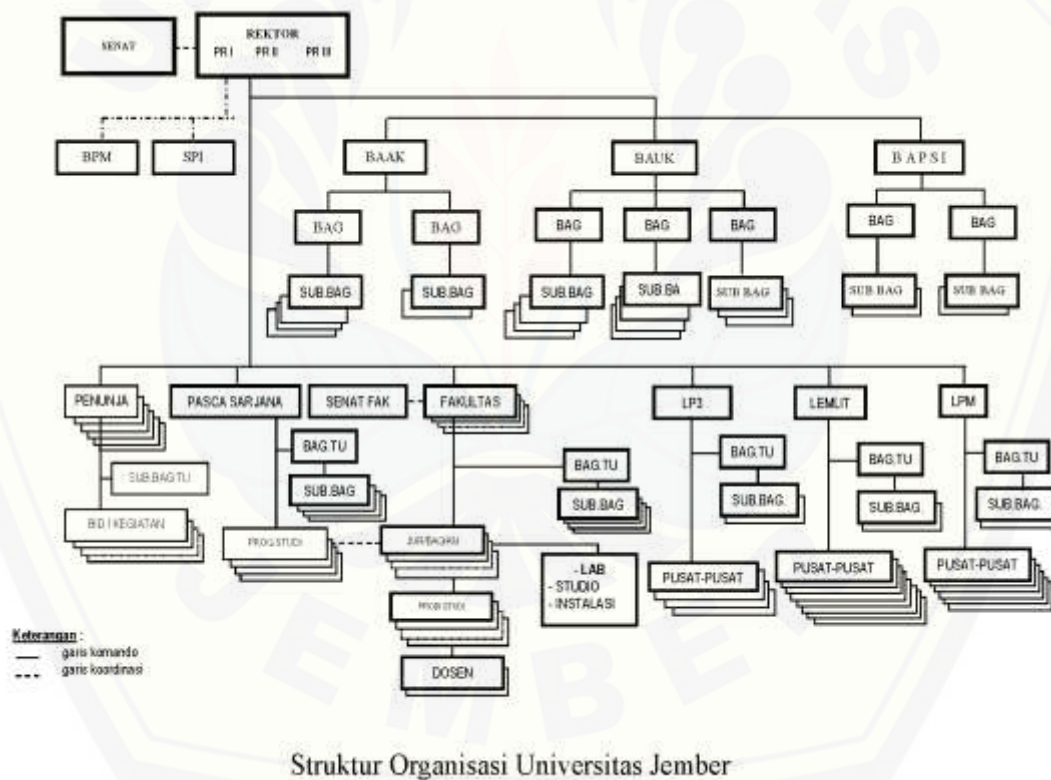 SENAT
REKTOR
PR I PR II PR III
BPM SPI BAAK BAUK B A P S I
BAG BAG BAG BAG BAG BAG BAG
SUB.BAG SUB.BAG SUB.BAG SUB.BA SUB BAG SUB BAG SUB BAG
PENUNJA PASCA SARJANA SENAT FAK FAKULTAS LP3 LEMLIT LPM
BAG.TU BAG.TU BAG.TU BAG.TU BAG.TU
SUB.BAG.TU SUB.BAG SUB.BAG SUB.BAG. SUB.BAG. SUB.BAG.
BID./KEGIATAN PROG.STUDI JUR/BAGIAN
- LAB
- STUDIO
- INSTALASI
PUSAT-PUSAT PUSAT-PUSAT PUSAT-PUSAT
PROG.STUDI
DOSEN
Keterangan :
garis komando
garis koordinasi
Struktur Organisasi Universitas Jember
JEMBER